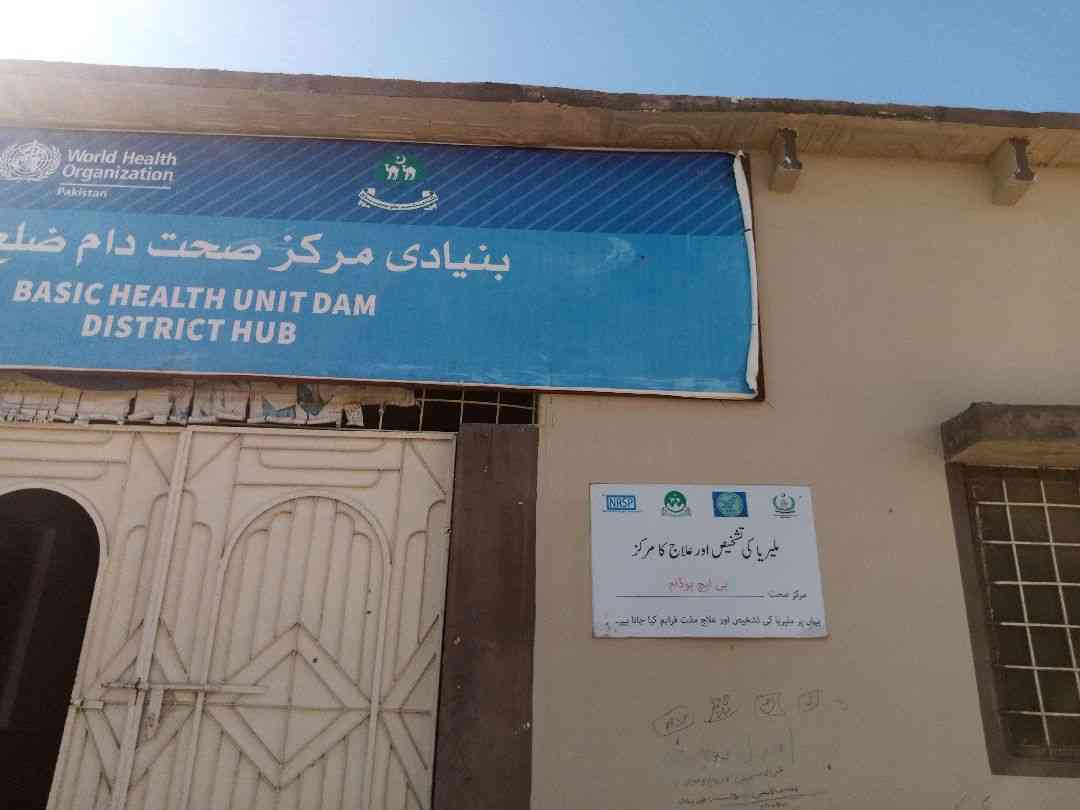 World Health
Organization
Pakistan
بنیادی مرکز صحت دام ضلع
BASIC HEALTH UNIT DAM
DISTRICT HUB
NRSP
ملیریا کی تشخیص اور علاج کا مرکز
مرکز صحت بی ایچ یو ڈام
یہاں پر ملیریا کی تشخیص اور علاج مفت فراہم کیا جاتا ہے۔